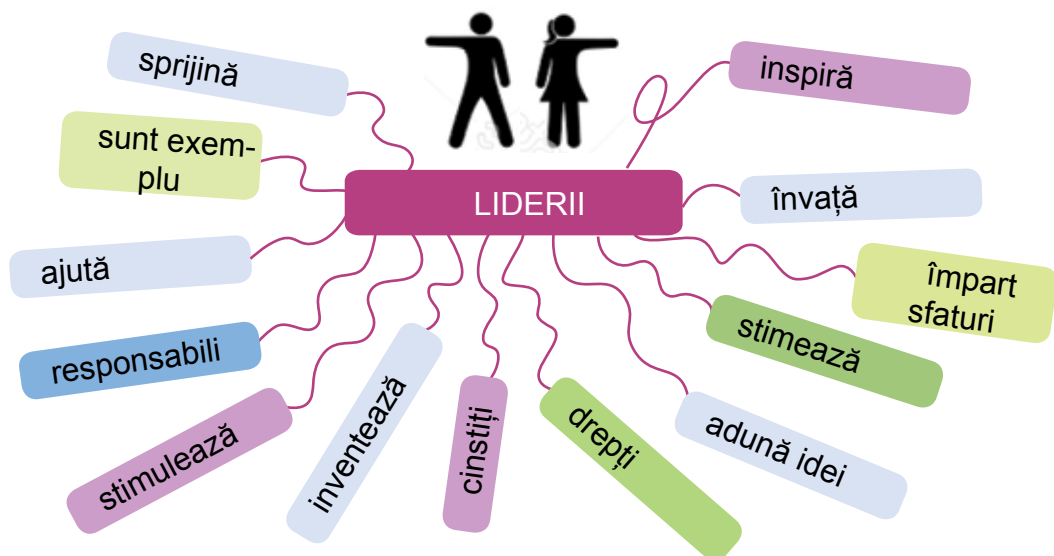 sprijină
inspiră
sunt exem-
plu
LIDERII
învață
ajută
împart
sfaturi
responsabili
stimează
stimulează
inventează
cinstiți
drepți
adună idei